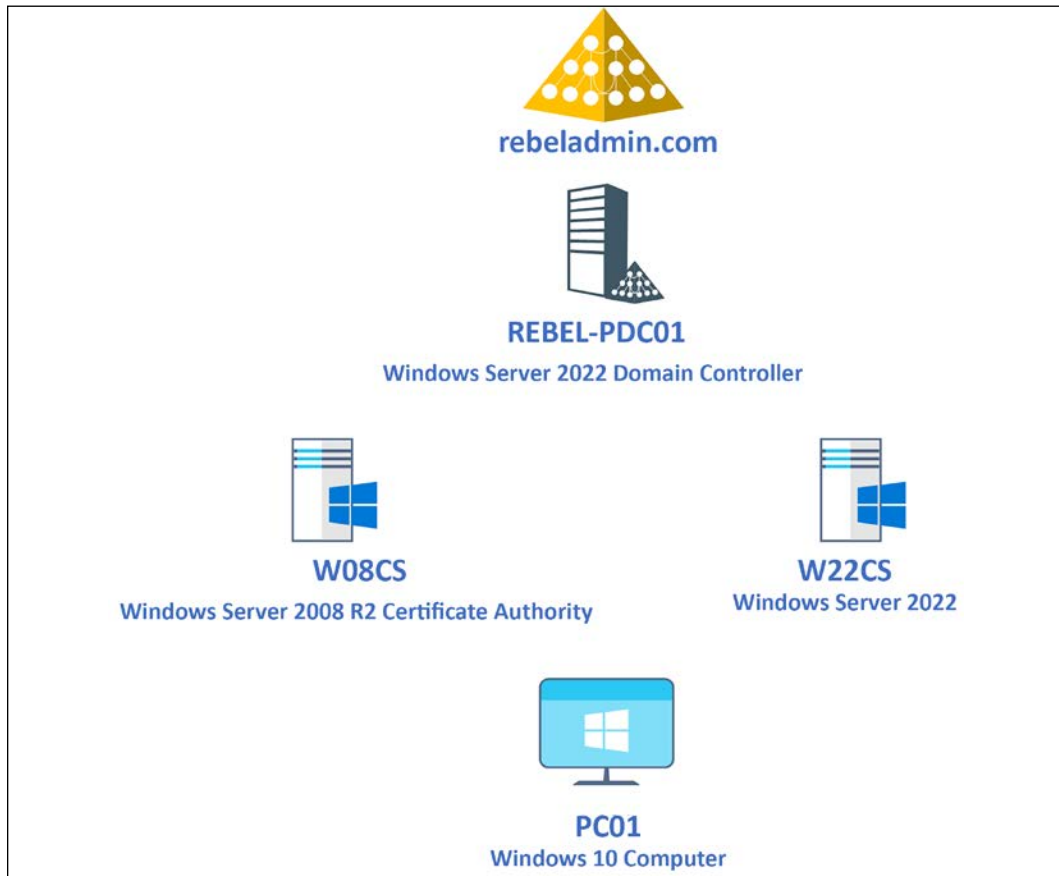 rebeladmin.com
REBEL-PDC01
Windows Server 2022 Domain Controller
W08CS
Windows Server 2008 R2 Certificate Authority
W22CS
Windows Server 2022
PC01
Windows 10 Computer